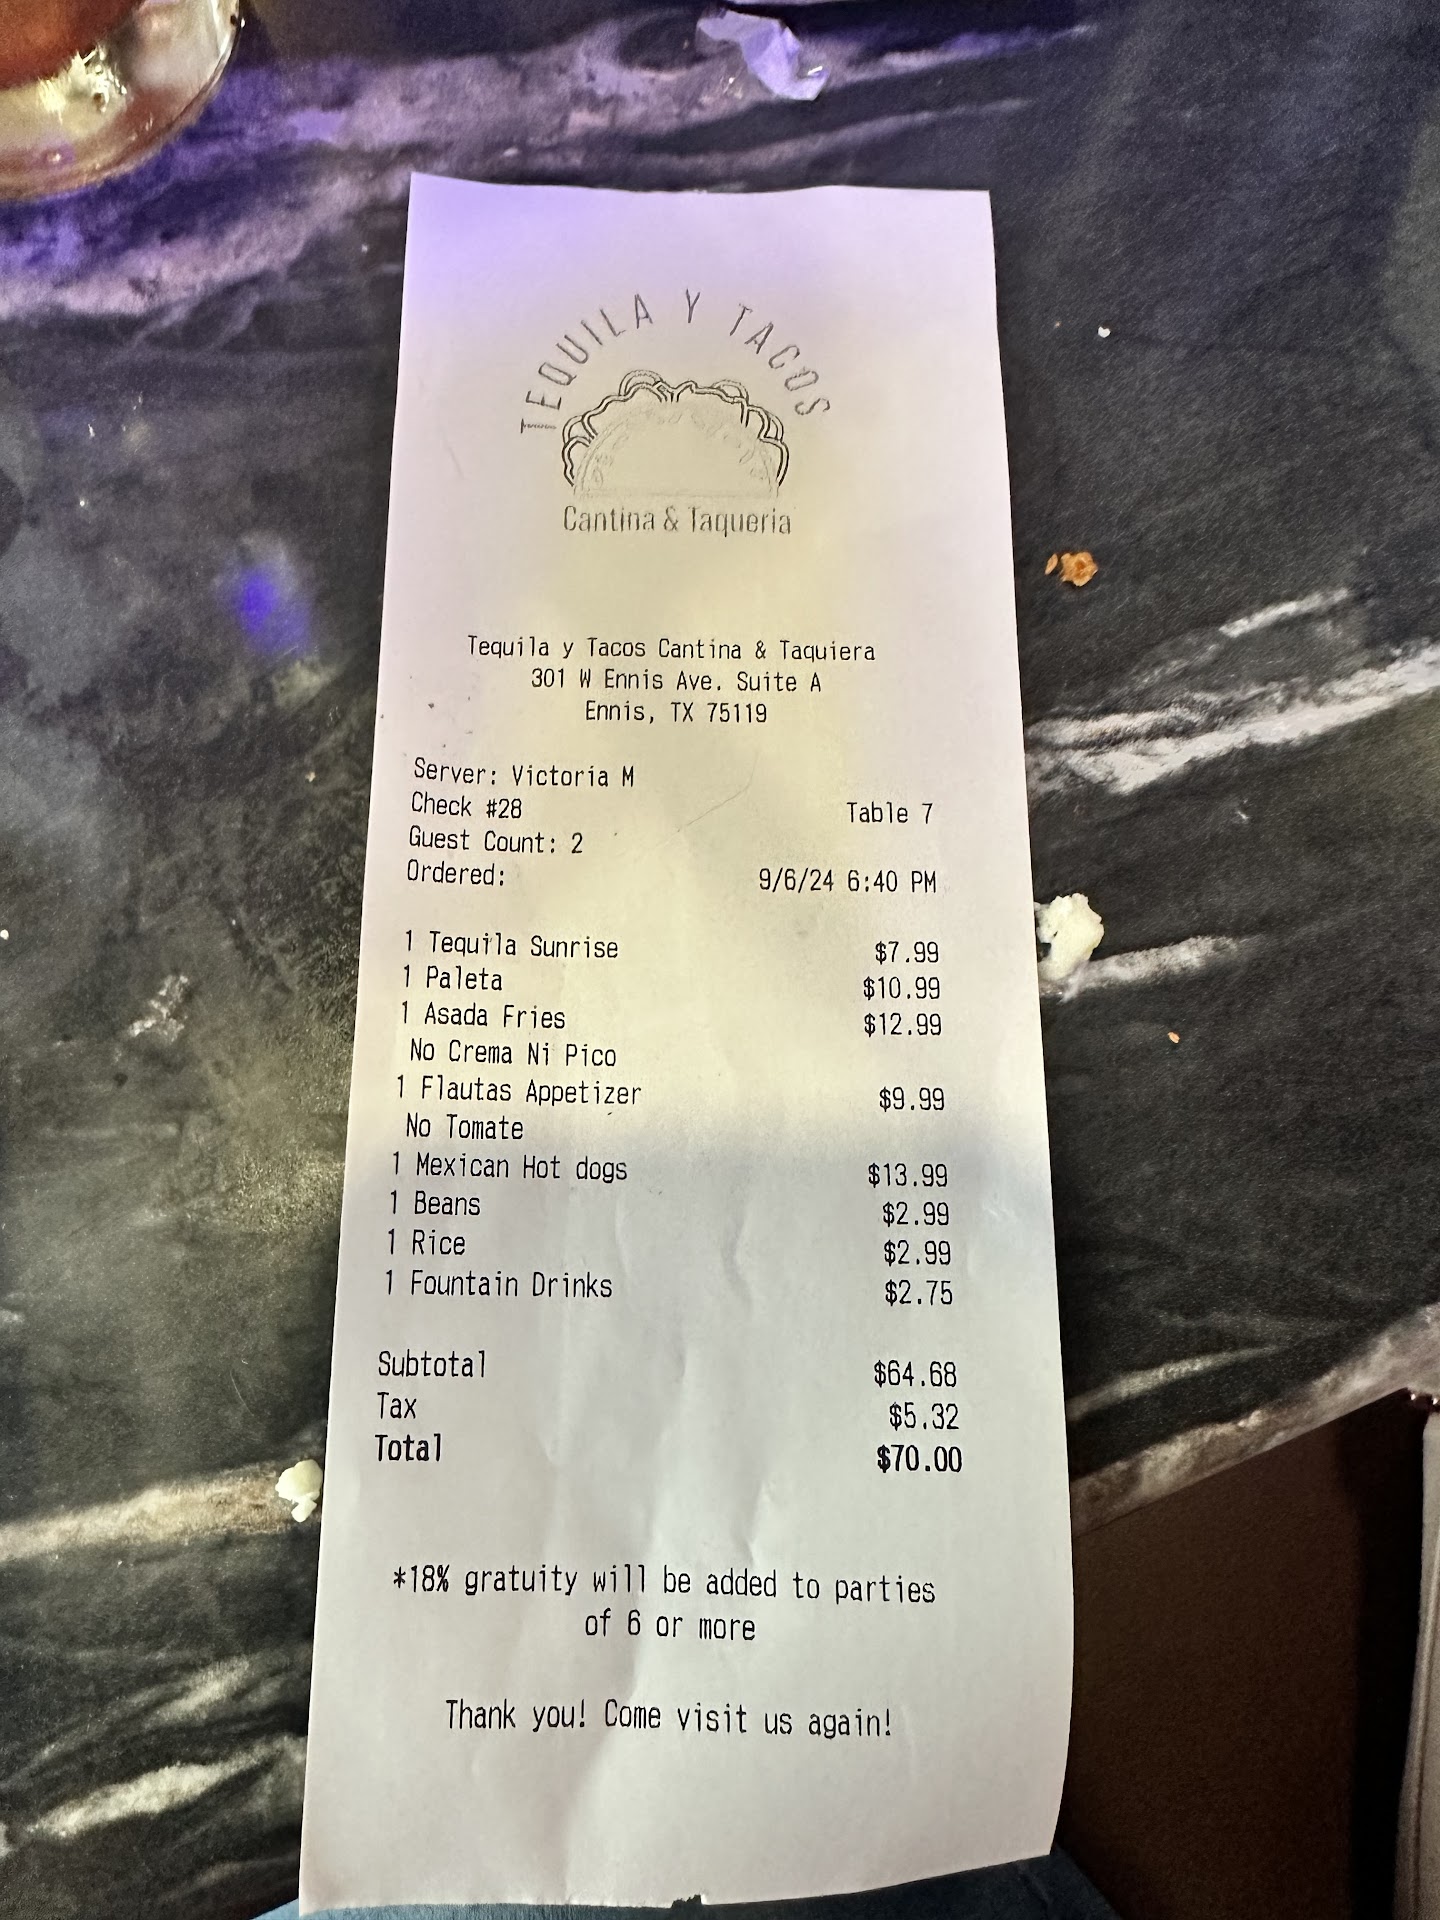 TEQUILA Y TACOS
Cantina & Taqueria
Tequila y Tacos Cantina & Taquiera
301 W Ennis Ave. Suite A
Ennis, TX 75119
Server: Victoria M
Check #28 Table 7
Guest Count: 2
Ordered: 9/6/24 6:40 PM
1 Tequila Sunrise $7.99
1 Paleta $10.99
1 Asada Fries $12.99
No Crema Ni Pico
1 Flautas Appetizer $9.99
No Tomate
1 Mexican Hot dogs $13.99
1 Beans $2.99
1 Rice $2.99
1 Fountain Drinks $2.75
Subtotal $64.68
Tax $5.32
Total $70.00
*18% gratuity will be added to parties
of 6 or more
Thank you! Come visit us again!